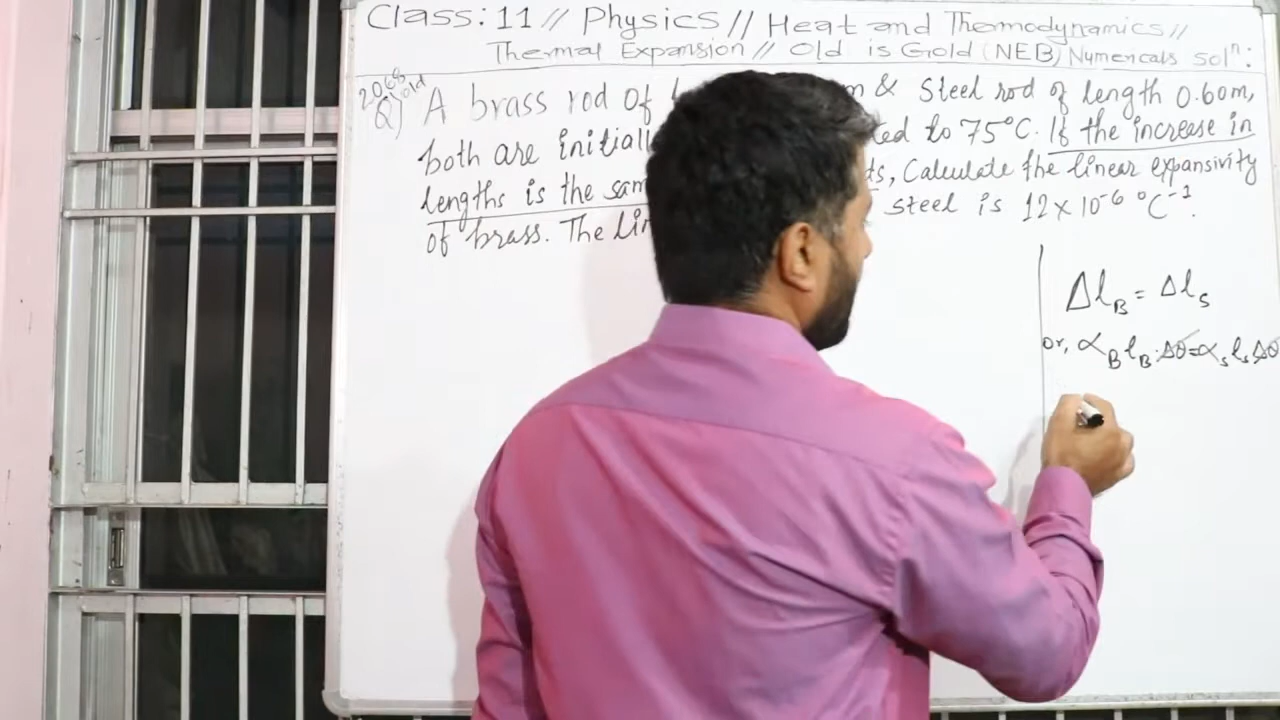 Class: 11 // Physics // Heat and Thermodynamics //
Thermal Expansion // Old is Gold (NEB) Numericals Solⁿ:
2068 old
Q) A brass rod of m & Steel rod of length 0.60m,
both are initiall ted to 75°C. If the increase in
lengths is the sam ts, Calculate the linear expansivity
of brass. The lin steel is 12×10⁻⁶ °C⁻¹.
Δl_B = Δl_S
or, α_B l_B·Δθ=α_s l_s Δθ